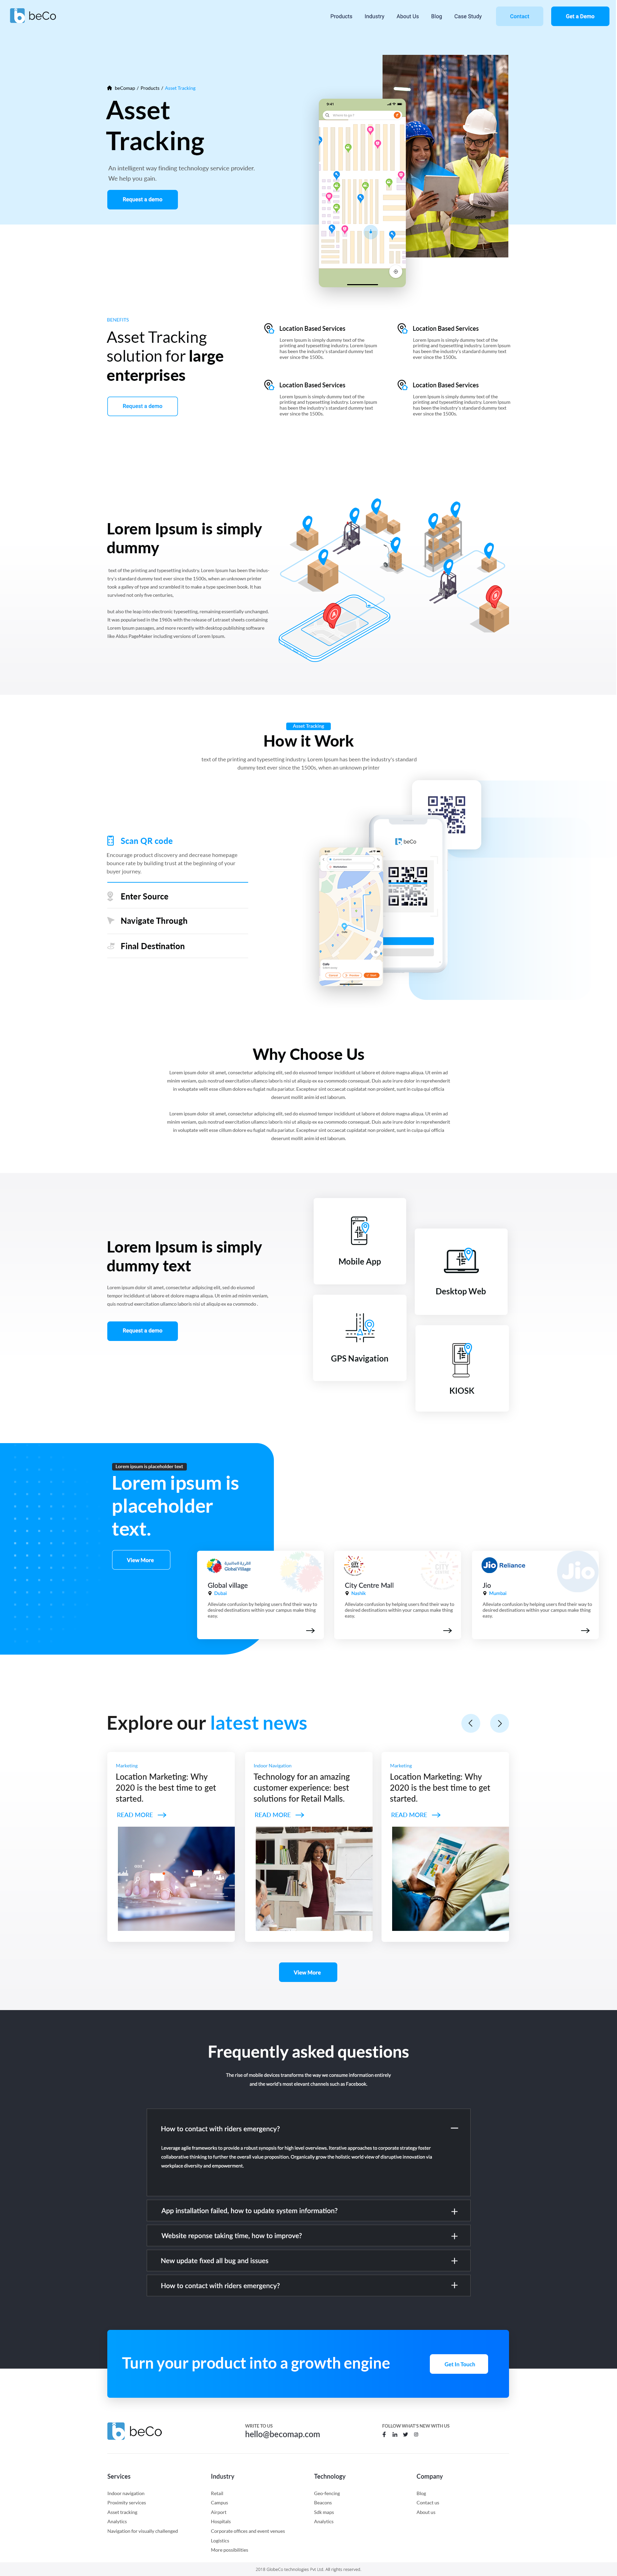 beCo
Products
Industry
About Us
Blog
Case Study
Contact
Get a Demo
beComap / Products / Asset Tracking
Asset
Tracking
An intelligent way finding technology service provider.
We help you gain.
Request a demo
9:41
Where to go?
BENEFITS
Asset Tracking
solution for large
enterprises
Request a demo
Location Based Services
Lorem Ipsum is simply dummy text of the
printing and typesetting industry. Lorem Ipsum
has been the industry's standard dummy text
ever since the 1500s.
Location Based Services
Lorem Ipsum is simply dummy text of the
printing and typesetting industry. Lorem Ipsum
has been the industry's standard dummy text
ever since the 1500s.
Location Based Services
Lorem Ipsum is simply dummy text of the
printing and typesetting industry. Lorem Ipsum
has been the industry's standard dummy text
ever since the 1500s.
Location Based Services
Lorem Ipsum is simply dummy text of the
printing and typesetting industry. Lorem Ipsum
has been the industry's standard dummy text
ever since the 1500s.
Lorem Ipsum is simply
dummy
text of the printing and typesetting industry. Lorem Ipsum has been the indus-
try's standard dummy text ever since the 1500s, when an unknown printer
took a galley of type and scrambled it to make a type specimen book. It has
survived not only five centuries.
but also the leap into electronic typesetting, remaining essentially unchanged.
It was popularised in the 1960s with the release of Letraset sheets containing
Lorem Ipsum passages, and more recently with desktop publishing software
like Aldus PageMaker including versions of Lorem Ipsum.
Asset Tracking
How it Work
text of the printing and typesetting industry. Lorem Ipsum has been the industry's standard
dummy text ever since the 1500s, when an unknown printer
Scan QR code
Encourage product discovery and decrease homepage
bounce rate by building trust at the beginning of your
buyer journey.
Enter Source
Navigate Through
Final Destination
beCo
Why Choose Us
Lorem ipsum dolor sit amet, consectetur adipiscing elit, sed do eiusmod tempor incididunt ut labore et dolore magna aliqua. Ut enim ad
minim veniam, quis nostrud exercitation ullamco laboris nisi ut aliquip ex ea commodo consequat. Duis aute irure dolor in reprehenderit
in voluptate velit esse cillum dolore eu fugiat nulla pariatur. Excepteur sint occaecat cupidatat non proident, sunt in culpa qui officia
deserunt mollit anim id est laborum.
Lorem ipsum dolor sit amet, consectetur adipiscing elit, sed do eiusmod tempor incididunt ut labore et dolore magna aliqua. Ut enim ad
minim veniam, quis nostrud exercitation ullamco laboris nisi ut aliquip ex ea commodo consequat. Duis aute irure dolor in reprehenderit
in voluptate velit esse cillum dolore eu fugiat nulla pariatur. Excepteur sint occaecat cupidatat non proident, sunt in culpa qui officia
deserunt mollit anim id est laborum.
Lorem Ipsum is simply
dummy text
Lorem ipsum dolor sit amet, consectetur adipiscing elit, sed do eiusmod
tempor incididunt ut labore et dolore magna aliqua. Ut enim ad minim veniam,
quis nostrud exercitation ullamco laboris nisi ut aliquip ex ea commodo .
Request a demo
Mobile App
Desktop Web
GPS Navigation
KIOSK
Lorem ipsum is placeholder text
Lorem ipsum is
placeholder
text.
View More
القرية العالمية
Global Village
Global village
Dubai
Alleviate confusion by helping users find their way to
desired destinations within your campus make thing
easy.
City Centre Mall
Nashik
Alleviate confusion by helping users find their way to
desired destinations within your campus make thing
easy.
Jio Reliance
Jio
Jio
Mumbai
Alleviate confusion by helping users find their way to
desired destinations within your campus make thing
easy.
Explore our latest news
Marketing
Location Marketing: Why
2020 is the best time to get
started.
READ MORE
Indoor Navigation
Technology for an amazing
customer experience: best
solutions for Retail Malls.
READ MORE
Marketing
Location Marketing: Why
2020 is the best time to get
started.
READ MORE
View More
Frequently asked questions
The rise of mobile devices transforms the way we consume information entirely
and the world's most elevant channels such as Facebook.
How to contact with riders emergency?
Leverage agile frameworks to provide a robust synopsis for high level overviews. Iterative approaches to corporate strategy foster
collaborative thinking to further the overall value proposition. Organically grow the holistic world view of disruptive innovation via
workplace diversity and empowerment.
App installation failed, how to update system information?
Website reponse taking time, how to improve?
New update fixed all bug and issues
How to contact with riders emergency?
Turn your product into a growth engine
Get In Touch
beCo
WRITE TO US
hello@becomap.com
FOLLOW WHAT'S NEW WITH US
Services
Indoor navigation
Proximity services
Asset tracking
Analytics
Navigation for visually challenged
Industry
Retail
Campus
Airport
Hospitals
Corporate offices and event venues
Logistics
More possibilities
Technology
Geo-fencing
Beacons
Sdk maps
Analytics
Company
Blog
Contact us
About us
2018 GlobeCo technologies Pvt Ltd. All rights reserved.